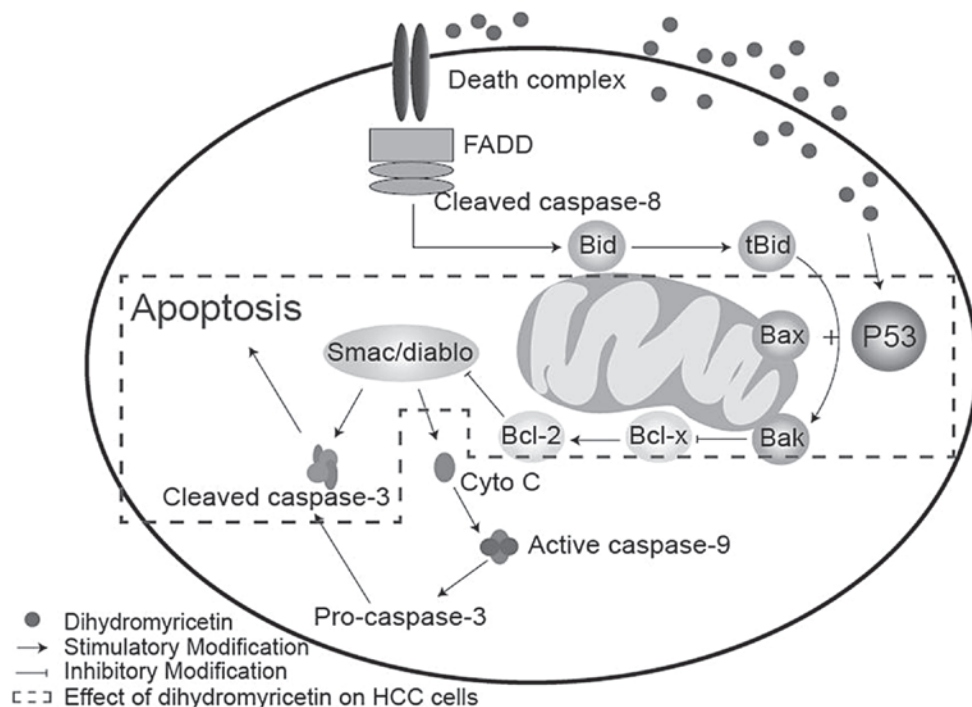 Death complex
FADD
Cleaved caspase-8
Bid
tBid
Apoptosis
Bax
+
P53
Smac/diablo
Bcl-2
Bcl-x
Bak
Cyto C
Cleaved caspase-3
Active caspase-9
Pro-caspase-3
Dihydromyricetin
Stimulatory Modification
Inhibitory Modification
Effect of dihydromyricetin on HCC cells